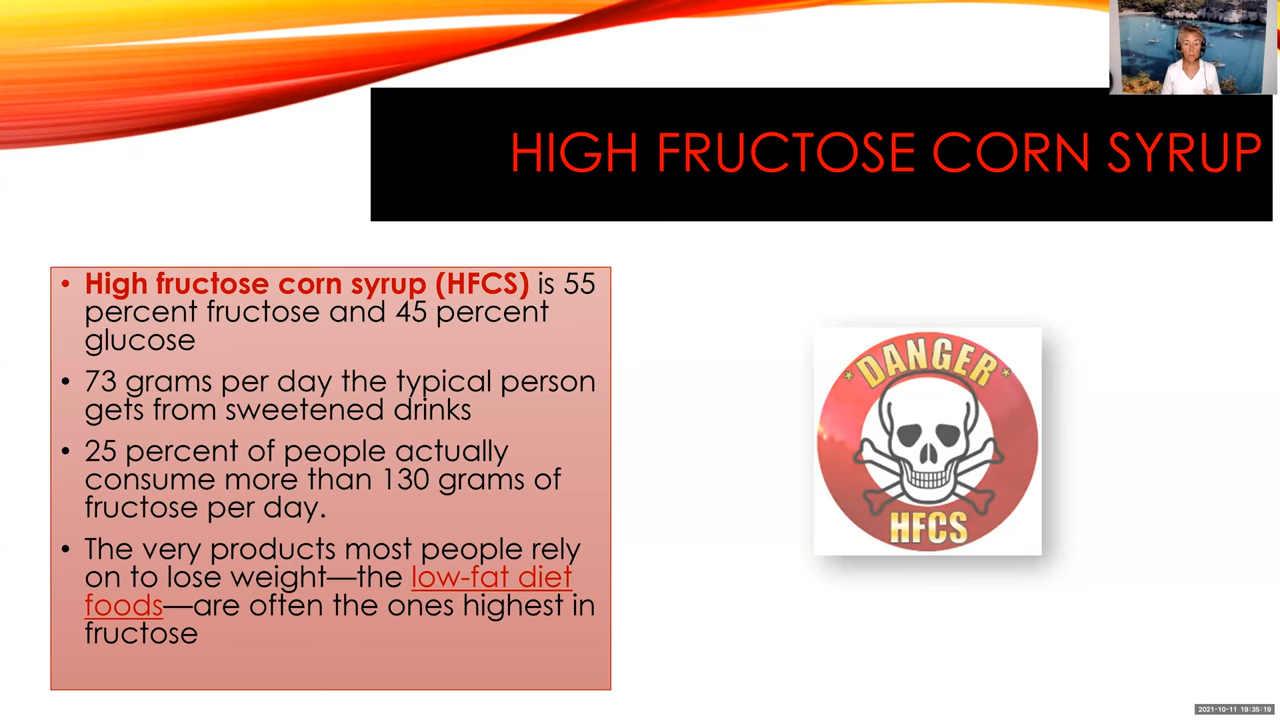 HIGH FRUCTOSE CORN SYRUP
• High fructose corn syrup (HFCS) is 55
percent fructose and 45 percent
glucose
• 73 grams per day the typical person
gets from sweetened drinks
• 25 percent of people actually
consume more than 130 grams of
fructose per day.
• The very products most people rely
on to lose weight—the low-fat diet
foods—are often the ones highest in
fructose
DANGER
HFCS
2021-10-11 19:35:19